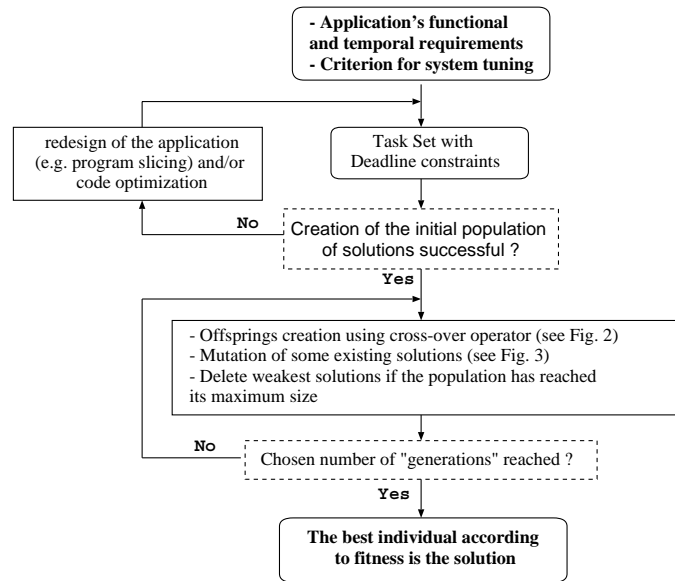 - Application's functional
and temporal requirements
- Criterion for system tuning
redesign of the application
(e.g. program slicing) and/or
code optimization
Task Set with
Deadline constraints
No
Creation of the initial population
of solutions successful ?
Yes
- Offsprings creation using cross-over operator (see Fig. 2)
- Mutation of some existing solutions (see Fig. 3)
- Delete weakest solutions if the population has reached
its maximum size
No
Chosen number of "generations" reached ?
Yes
The best individual according
to fitness is the solution